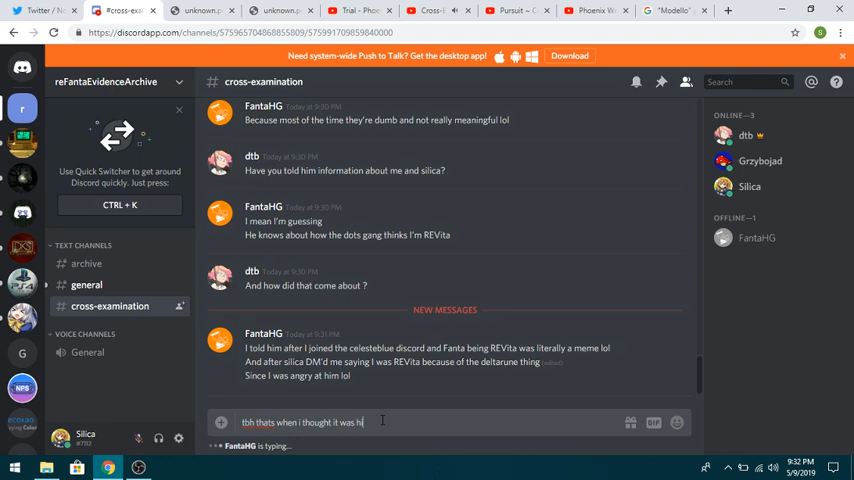 Twitter / No
#cross-exa
unknown.p
unknown.p
Trial - Phoe
Cross-E
Pursuit ~ C
Phoenix W
"Modello"
https://discordapp.com/channels/575965704868855809/575991709859840000
S
Need system-wide Push to Talk? Get the desktop app!
Download
reFantaEvidenceArchive
# cross-examination
Search
Use Quick Switcher to get around
Discord quickly. Just press:
CTRL + K
TEXT CHANNELS
# archive
# general
# cross-examination
VOICE CHANNELS
General
r
PS4
G
NPS
ecolo
Silica
#7112
FantaHG Today at 9:30 PM
Because most of the time they're dumb and not really meaningful lol
dtb Today at 9:30 PM
Have you told him information about me and silica?
FantaHG Today at 9:30 PM
I mean I'm guessing
He knows about how the dots gang thinks I'm REVita
dtb Today at 9:30 PM
And how did that come about ?
NEW MESSAGES
FantaHG Today at 9:31 PM
I told him after I joined the celesteblue discord and Fanta being REVita was literally a meme lol
And after silica DM'd me saying I was REVita because of the deltarune thing (edited)
Since I was angry at him lol
tbh thats when i thought it was hi
GIF
FantaHG is typing...
ONLINE—3
dtb
Grzybojad
Silica
OFFLINE—1
FantaHG
9:32 PM
5/9/2019